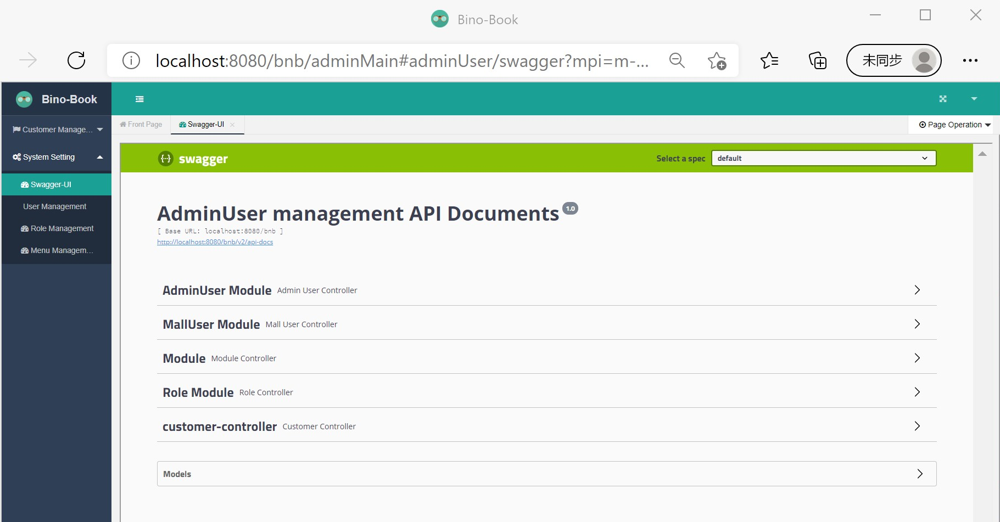 Bino-Book
localhost:8080/bnb/adminMain#adminUser/swagger?mpi=m-...
未同步
Bino-Book
Customer Manage...
System Setting
Swagger-UI
User Management
Role Management
Menu Managem...
Front Page
Swagger-UI
Page Operation
swagger
Select a spec
default
AdminUser management API Documents 1.0
[ Base URL: localhost:8080/bnb ]
http://localhost:8080/bnb/v2/api-docs
AdminUser Module Admin User Controller
MallUser Module Mall User Controller
Module Module Controller
Role Module Role Controller
customer-controller Customer Controller
Models